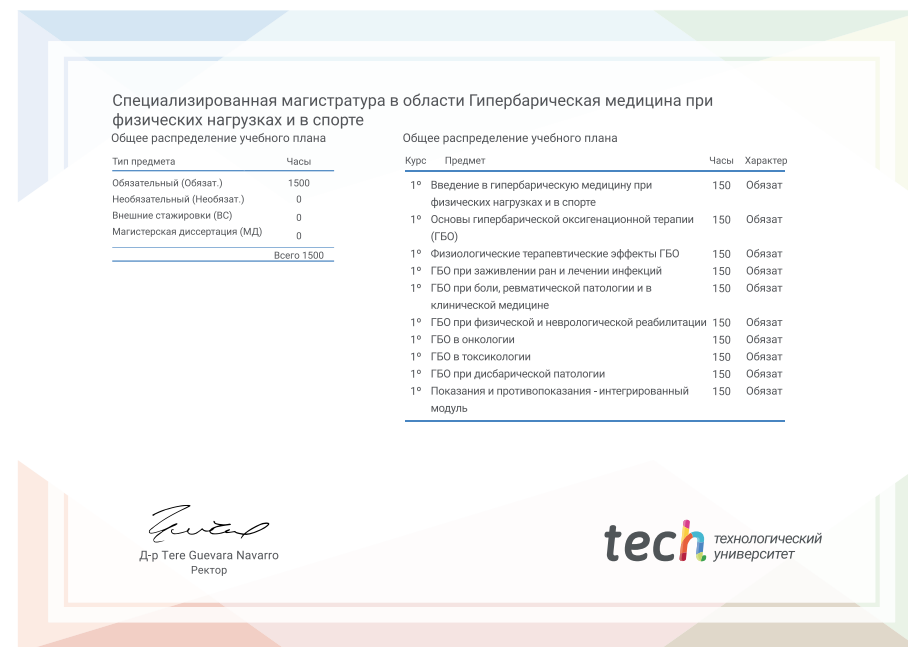 Специализированная магистратура в области Гипербарическая медицина при
физических нагрузках и в спорте
Общее распределение учебного плана
Тип предмета Часы
Обязательный (Обязат.) 1500
Необязательный (Необязат.) 0
Внешние стажировки (ВС) 0
Магистерская диссертация (МД) 0
Всего 1500
Общее распределение учебного плана
Курс Предмет Часы Характер
1º Введение в гипербарическую медицину при 150 Обязат
физических нагрузках и в спорте
1º Основы гипербарической оксигенационной терапии 150 Обязат
(ГБО)
1º Физиологические терапевтические эффекты ГБО 150 Обязат
1º ГБО при заживлении ран и лечении инфекций 150 Обязат
1º ГБО при боли, ревматической патологии и в 150 Обязат
клинической медицине
1º ГБО при физической и неврологической реабилитации 150 Обязат
1º ГБО в онкологии 150 Обязат
1º ГБО в токсикологии 150 Обязат
1º ГБО при дисбарической патологии 150 Обязат
1º Показания и противопоказания - интегрированный 150 Обязат
модуль
Д-р Tere Guevara Navarro
Ректор
tech технологический
университет